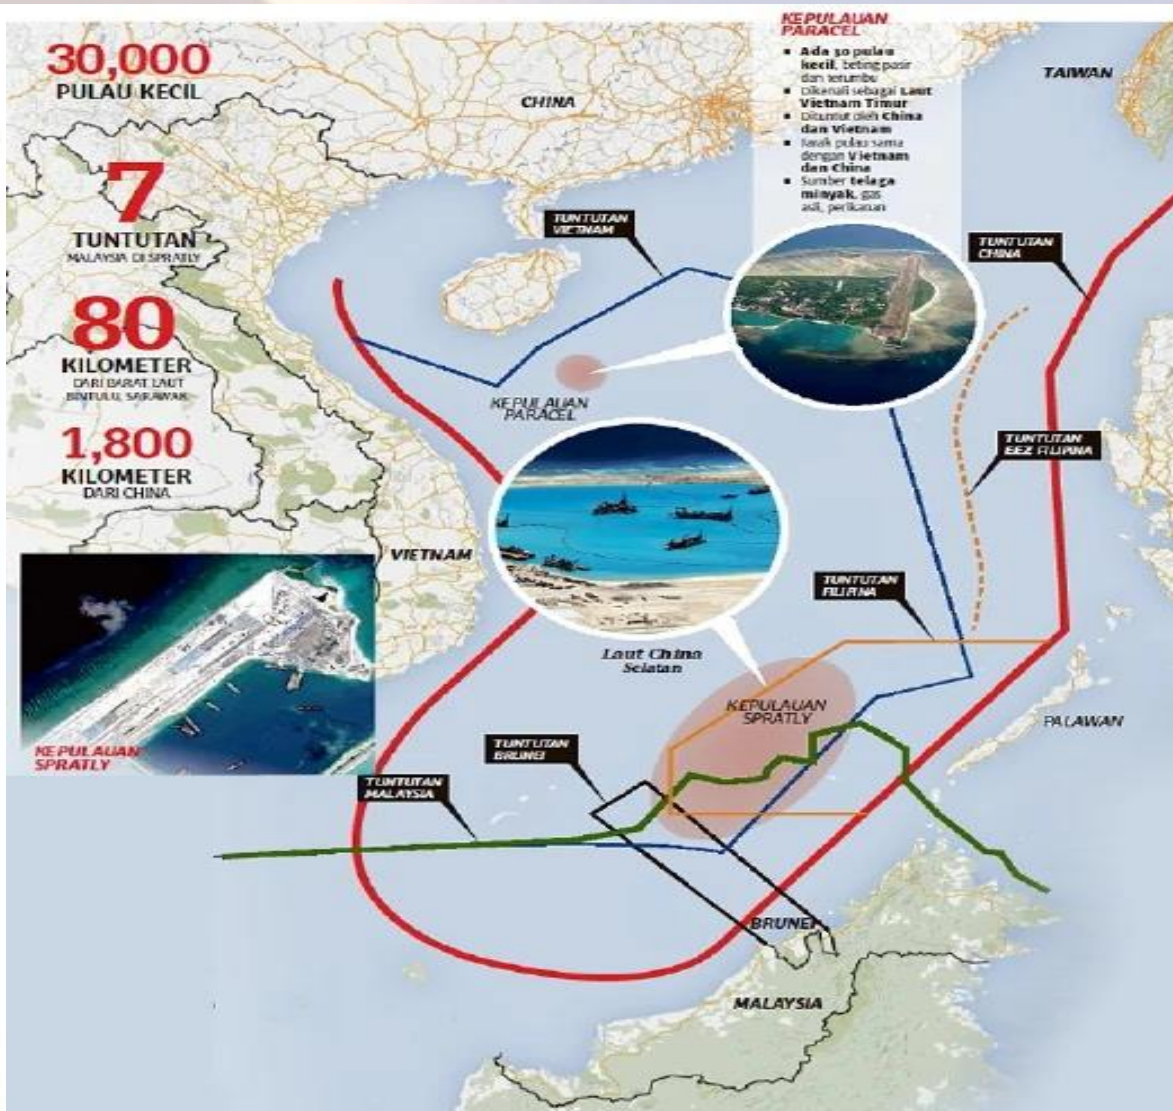 30,000
PULAU KECIL
7
TUNTUTAN
MALAYSIA DI SPRATLY
80
KILOMETER
DARI BARAT LAUT
BINTULU, SARAWAK
1,800
KILOMETER
DARI CHINA
KEPULAUAN
SPRATLY
KEPULAUAN
PARACEL
Ada 30 pulau
kecil, beting pasir
dan terumbu
Dikenali sebagai Laut
Vietnam Timur
Dituntut oleh China
dan Vietnam
Jarak pulau sama
dengan Vietnam
dan China
Sumber telaga
minyak, gas
asli, perikanan
CHINA
TAIWAN
TUNTUTAN
VIETNAM
TUNTUTAN
CHINA
KEPULAUAN
PARACEL
TUNTUTAN
EEZ FILIPINA
VIETNAM
TUNTUTAN
FILIPINA
Laut China
Selatan
KEPULAUAN
SPRATLY
PALAWAN
TUNTUTAN
BRUNEI
TUNTUTAN
MALAYSIA
BRUNEI
MALAYSIA